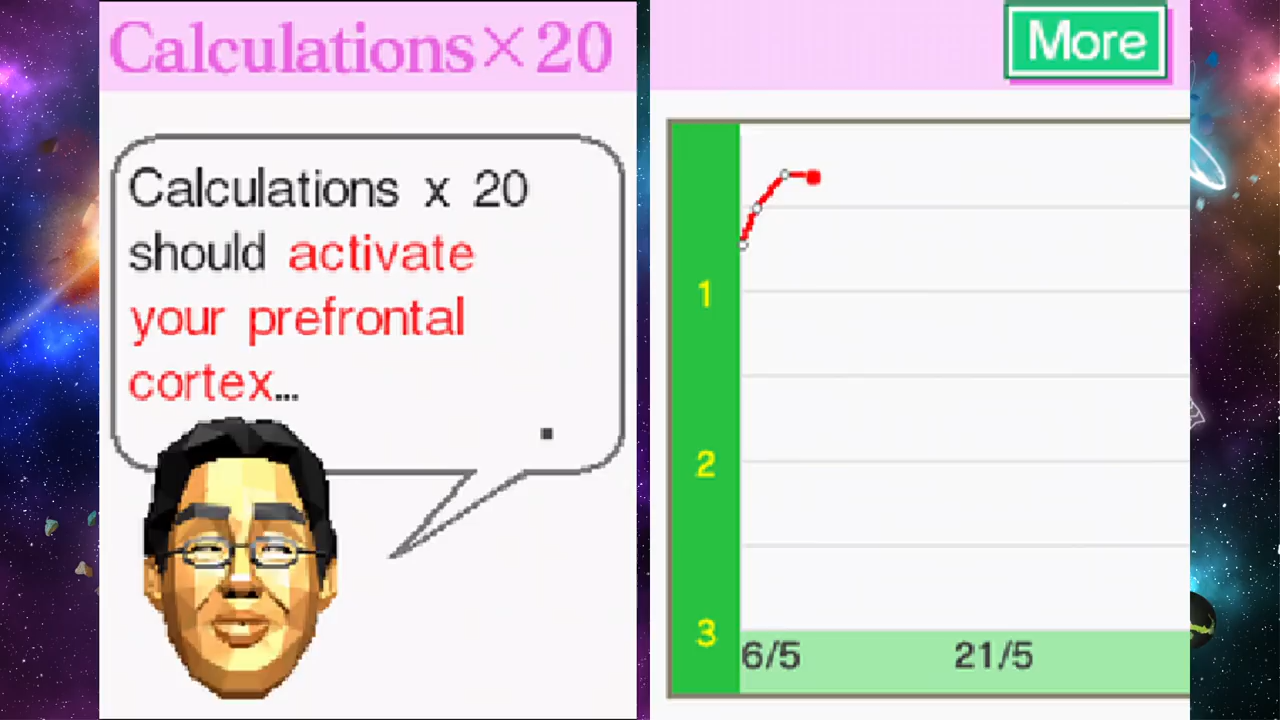 Calculations×20
Calculations x 20
should activate
your prefrontal
cortex...
More
1
2
3
6/5
21/5